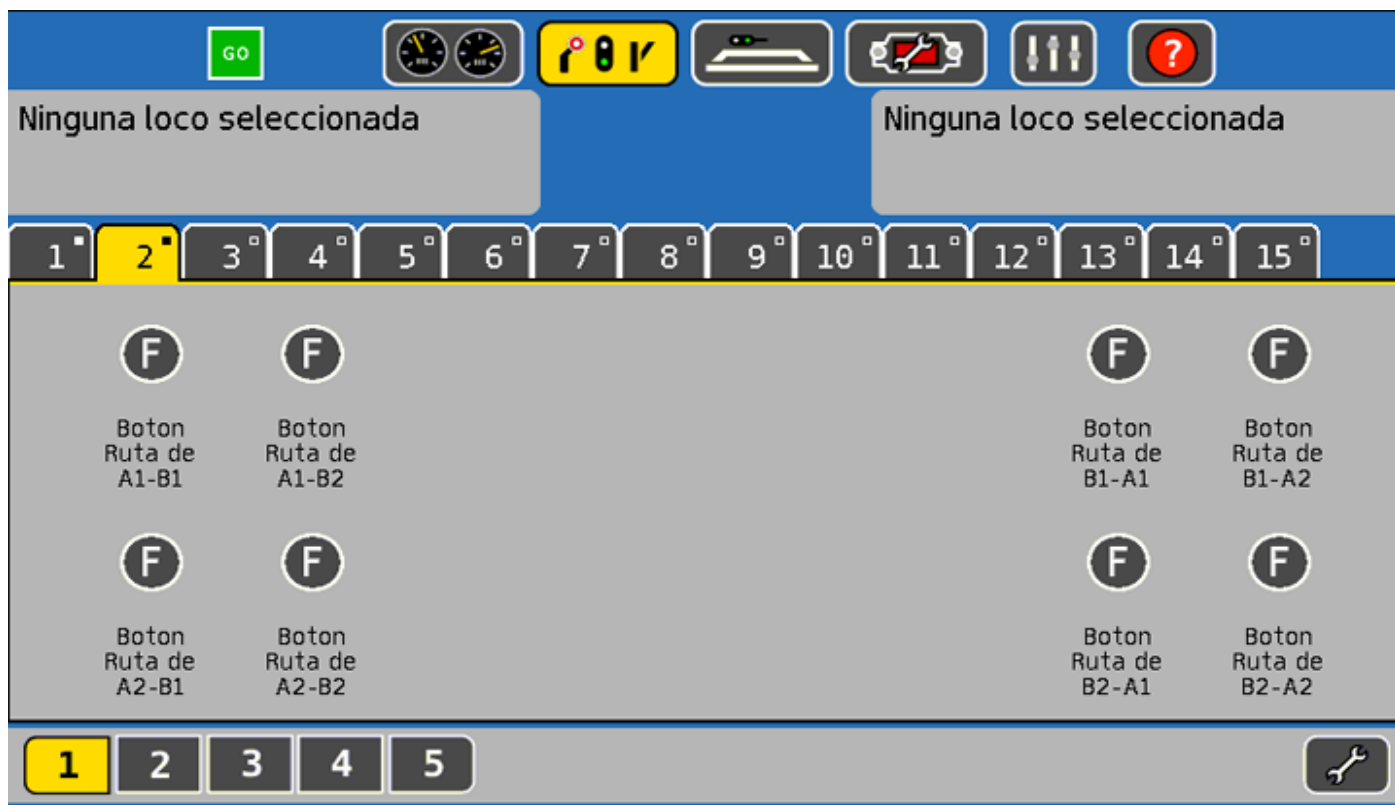 GO
?
Ninguna loco seleccionada
Ninguna loco seleccionada
1 2 3 4 5 6 7 8 9 10 11 12 13 14 15
F F F F
Boton Boton Boton Boton
Ruta de Ruta de Ruta de Ruta de
A1-B1 A1-B2 B1-A1 B1-A2
F F F F
Boton Boton Boton Boton
Ruta de Ruta de Ruta de Ruta de
A2-B1 A2-B2 B2-A1 B2-A2
1 2 3 4 5